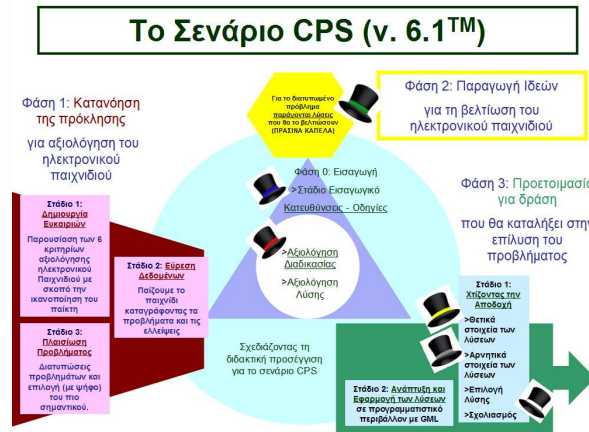 Το Σενάριο CPS (v. 6.1™)
Φάση 1: Κατανόηση
της πρόκλησης
για αξιολόγηση του
ηλεκτρονικού
παιχνιδιού
Για το διατυπωμένο
πρόβλημα
παράγονται λύσεις
που θα το βελτιώσουν
(ΠΡΑΣΙΝΑ ΚΑΠΕΛΑ)
Φάση 2: Παραγωγή Ιδεών
για τη βελτίωση του
ηλεκτρονικού παιχνιδιού
Φάση 0: Εισαγωγή
>Στάδιο Εισαγωγικό
Κατευθύνσεις - Οδηγίες
>Αξιολόγηση
Διαδικασίας
>Αξιολόγηση
Λύσης
Φάση 3: Προετοιμασία
για δράση
που θα καταλήξει στην
επίλυση του
προβλήματος
Στάδιο 1:
Δημιουργία
Ευκαιριών
Παρουσίαση των 6
κριτηρίων
αξιολόγησης
ηλεκτρονικού
Παιχνιδιού με
σκοπό την
ικανοποίηση του
παίκτη
Στάδιο 2: Εύρεση
Δεδομένων
Παίζουμε το
παιχνίδι
καταγράφοντας τα
προβλήματα και τις
ελλείψεις
Στάδιο 3:
Πλαισίωση
Προβλήματος
Διατυπώσεις
προβλημάτων και
επιλογή (με ψήφο)
του πιο
σημαντικού.
Σχεδιάζοντας τη
διδακτική προσέγγιση
για το σενάριο CPS
Στάδιο 1:
Χτίζοντας την
Αποδοχή
>Θετικά
στοιχεία των
λύσεων
>Αρνητικά
στοιχεία των
λύσεων
>Επιλογή
Λύσης
>Σχολιασμός
Στάδιο 2: Ανάπτυξη και
Εφαρμογή των λύσεων
σε προγραμματιστικό
περιβάλλον με GML